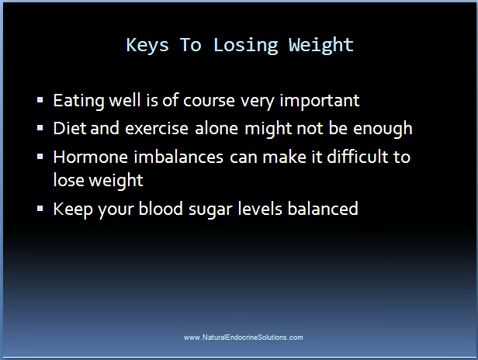 Keys To Losing Weight
▪ Eating well is of course very important
▪ Diet and exercise alone might not be enough
▪ Hormone imbalances can make it difficult to
lose weight
▪ Keep your blood sugar levels balanced
www.NaturalEndocrineSolutions.com